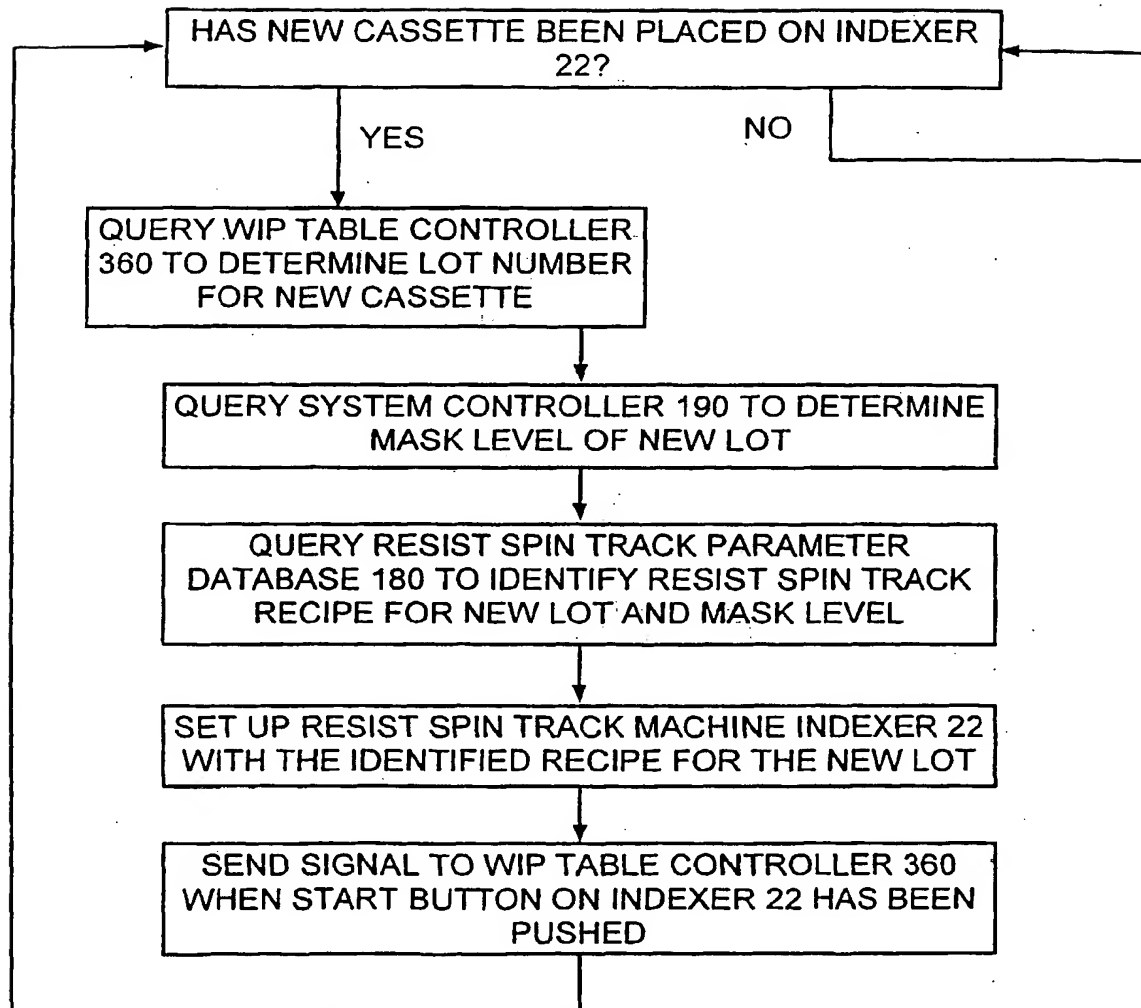 HAS NEW CASSETTE BEEN PLACED ON INDEXER
22?
YES
NO
QUERY WIP TABLE CONTROLLER
360 TO DETERMINE LOT NUMBER
FOR NEW CASSETTE
QUERY SYSTEM CONTROLLER 190 TO DETERMINE
MASK LEVEL OF NEW LOT
QUERY RESIST SPIN TRACK PARAMETER
DATABASE 180 TO IDENTIFY RESIST SPIN TRACK
RECIPE FOR NEW LOT AND MASK LEVEL
SET UP RESIST SPIN TRACK MACHINE INDEXER 22
WITH THE IDENTIFIED RECIPE FOR THE NEW LOT
SEND SIGNAL TO WIP TABLE CONTROLLER 360
WHEN START BUTTON ON INDEXER 22 HAS BEEN
PUSHED